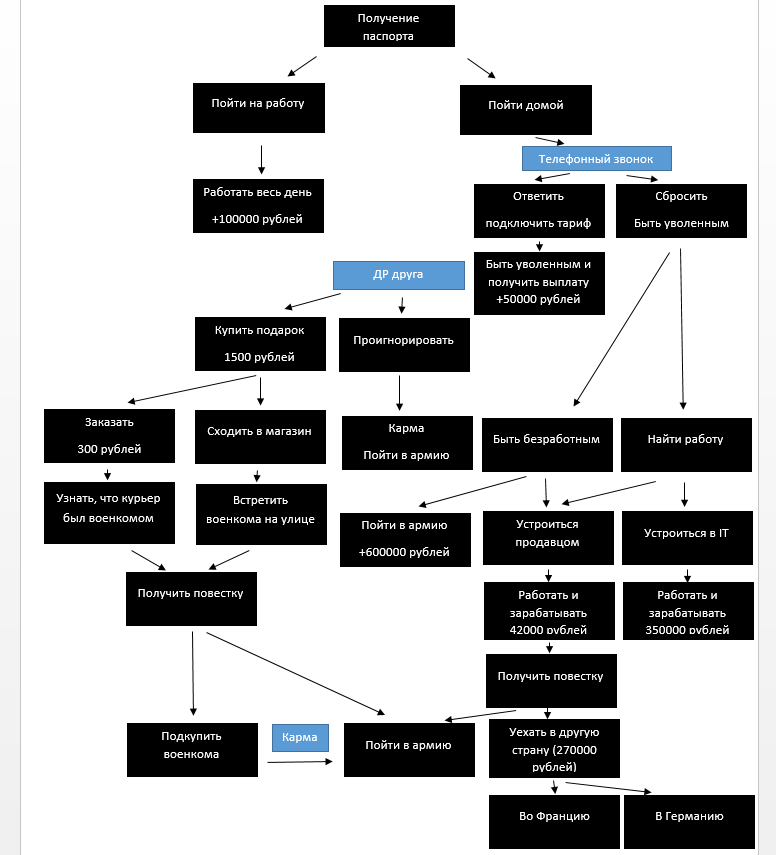 Получение
паспорта
Пойти на работу
Пойти домой
Телефонный звонок
Работать весь день
+100000 рублей
Ответить
подключить тариф
Сбросить
Быть уволенным
Быть уволенным и
получить выплату
+50000 рублей
ДР друга
Купить подарок
1500 рублей
Проигнорировать
Заказать
300 рублей
Сходить в магазин
Карма
Пойти в армию
Быть безработным
Найти работу
Узнать, что курьер
был военкомом
Встретить
военкома на улице
Пойти в армию
+600000 рублей
Устроиться
продавцом
Устроиться в IT
Получить повестку
Работать и
зарабатывать
42000 рублей
Работать и
зарабатывать
350000 рублей
Получить повестку
Подкупить
военкома
Карма
Пойти в армию
Уехать в другую
страну (270000
рублей)
Во Францию
В Германию